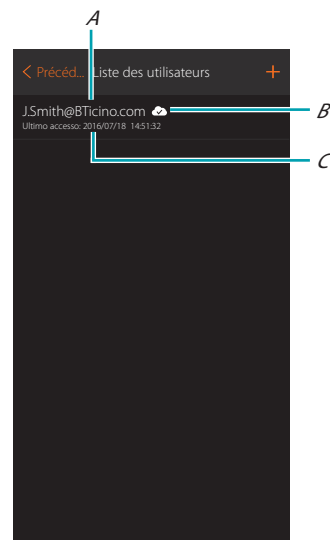 A
< Précéd... Liste des utilisateurs +
J.Smith@BTicino.com
B
Ultimo accesso: 2016/07/18 14:51:32
C